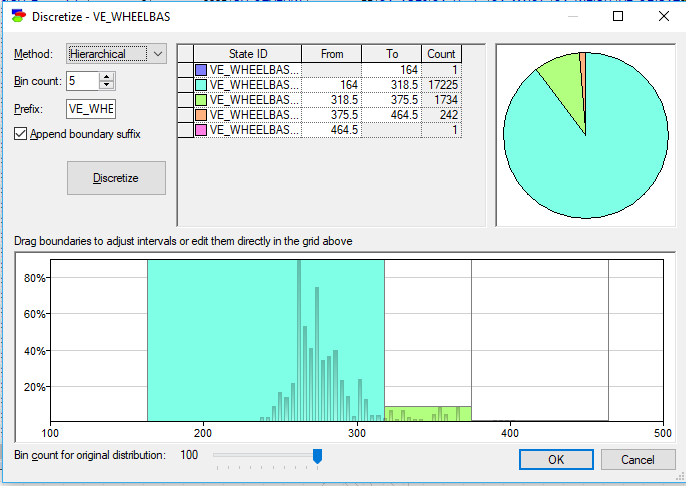 Discretize - VE_WHEELBAS
Method: Hierarchical
Bin count: 5
Prefix: VE_WHE
Append boundary suffix
Discretize
State ID From To Count
VE_WHEELBAS... 164 1
VE_WHEELBAS... 164 318.5 17225
VE_WHEELBAS... 318.5 375.5 1734
VE_WHEELBAS... 375.5 464.5 242
VE_WHEELBAS... 464.5 1
Drag boundaries to adjust intervals or edit them directly in the grid above
80%
60%
40%
20%
100 200 300 400 500
Bin count for original distribution: 100
OK Cancel